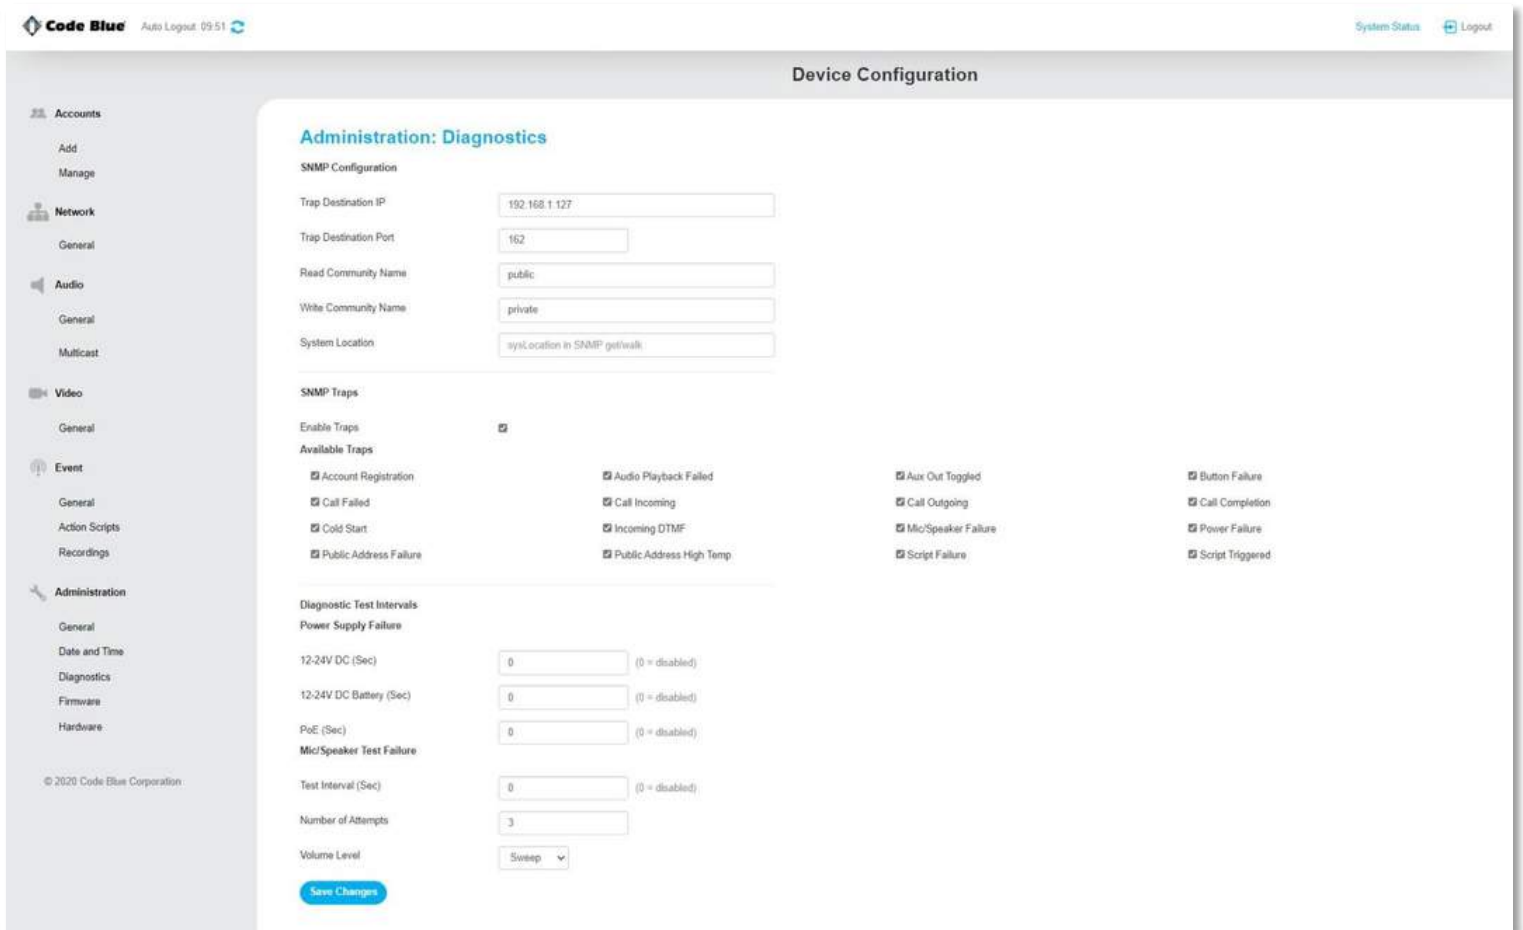 Code Blue Auto Logout: 09:51 System Status Logout
Device Configuration
Accounts
Add
Manage
Network
General
Audio
General
Multicast
Video
General
Event
General
Action Scripts
Recordings
Administration
General
Date and Time
Diagnostics
Firmware
Hardware
© 2020 Code Blue Corporation
Administration: Diagnostics
SNMP Configuration
Trap Destination IP 192.168.1.127
Trap Destination Port 162
Read Community Name public
Write Community Name private
System Location sysLocation in SNMP get/walk
SNMP Traps
Enable Traps
Available Traps
Account Registration Audio Playback Failed Aux Out Toggled Button Failure
Call Failed Call Incoming Call Outgoing Call Completion
Cold Start Incoming DTMF Mic/Speaker Failure Power Failure
Public Address Failure Public Address High Temp Script Failure Script Triggered
Diagnostic Test Intervals
Power Supply Failure
12-24V DC (Sec) 0 (0 = disabled)
12-24V DC Battery (Sec) 0 (0 = disabled)
PoE (Sec) 0 (0 = disabled)
Mic/Speaker Test Failure
Test Interval (Sec) 0 (0 = disabled)
Number of Attempts 3
Volume Level Sweep
Save Changes